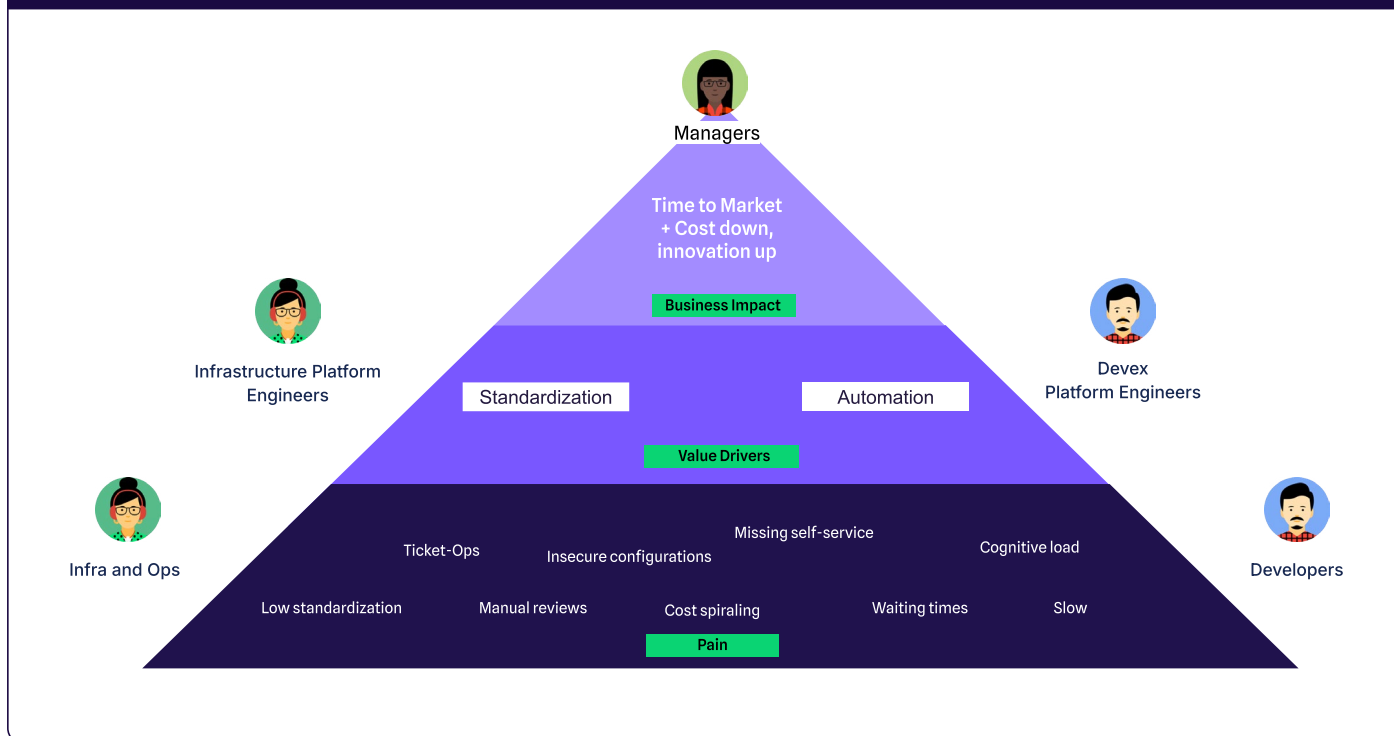 Managers
Time to Market
+ Cost down,
innovation up
Business Impact
Infrastructure Platform
Engineers
Devex
Platform Engineers
Standardization
Automation
Value Drivers
Infra and Ops
Developers
Ticket-Ops
Insecure configurations
Missing self-service
Cognitive load
Low standardization
Manual reviews
Cost spiraling
Waiting times
Slow
Pain